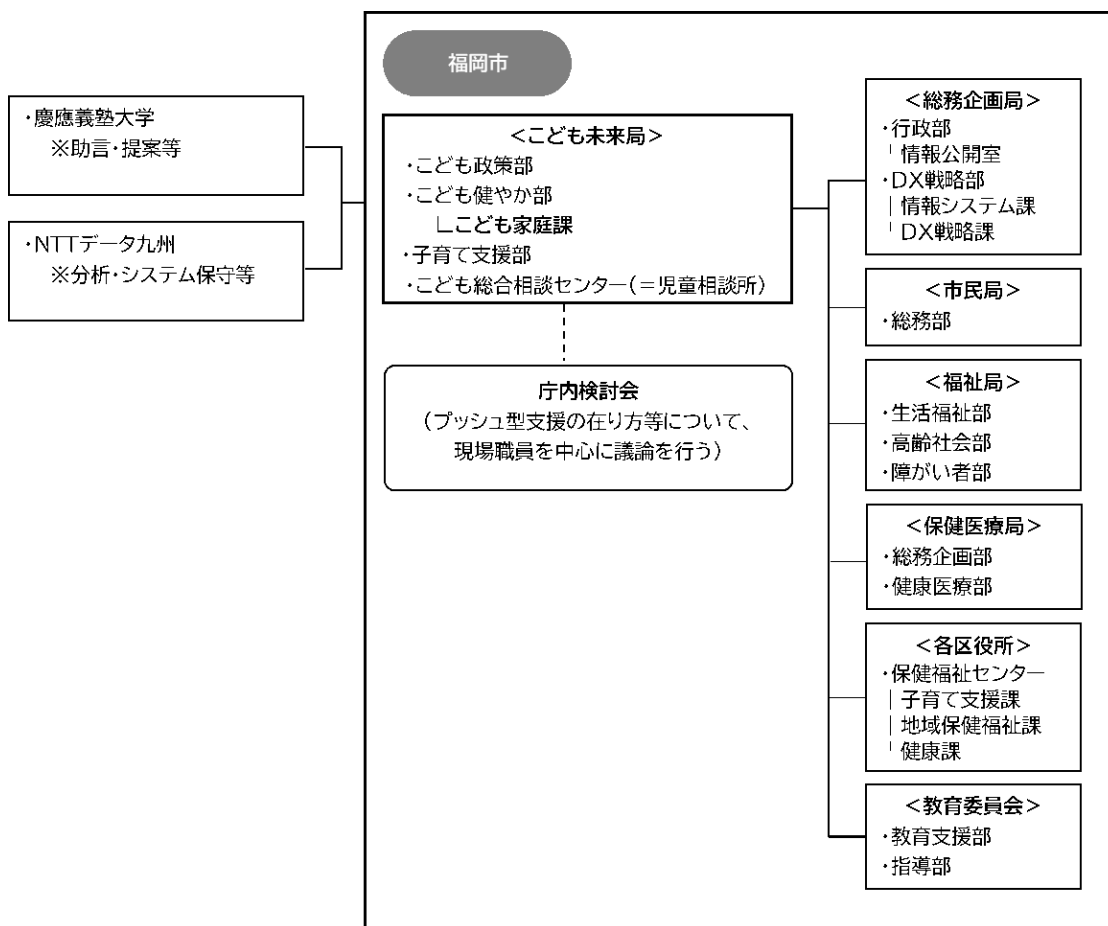 福岡市
・慶應義塾大学
※助言・提案等
・NTTデータ九州
※分析・システム保守等
＜こども未来局＞
・こども政策部
・こども健やか部
∟こども家庭課
・子育て支援部
・こども総合相談センター(＝児童相談所)
庁内検討会
(プッシュ型支援の在り方等について、
現場職員を中心に議論を行う)
＜総務企画局＞
・行政部
└ 情報公開室
・DX戦略部
| 情報システム課
└ DX戦略課
＜市民局＞
・総務部
＜福祉局＞
・生活福祉部
・高齢社会部
・障がい者部
＜保健医療局＞
・総務企画部
・健康医療部
＜各区役所＞
・保健福祉センター
| 子育て支援課
| 地域保健福祉課
└ 健康課
＜教育委員会＞
・教育支援部
・指導部